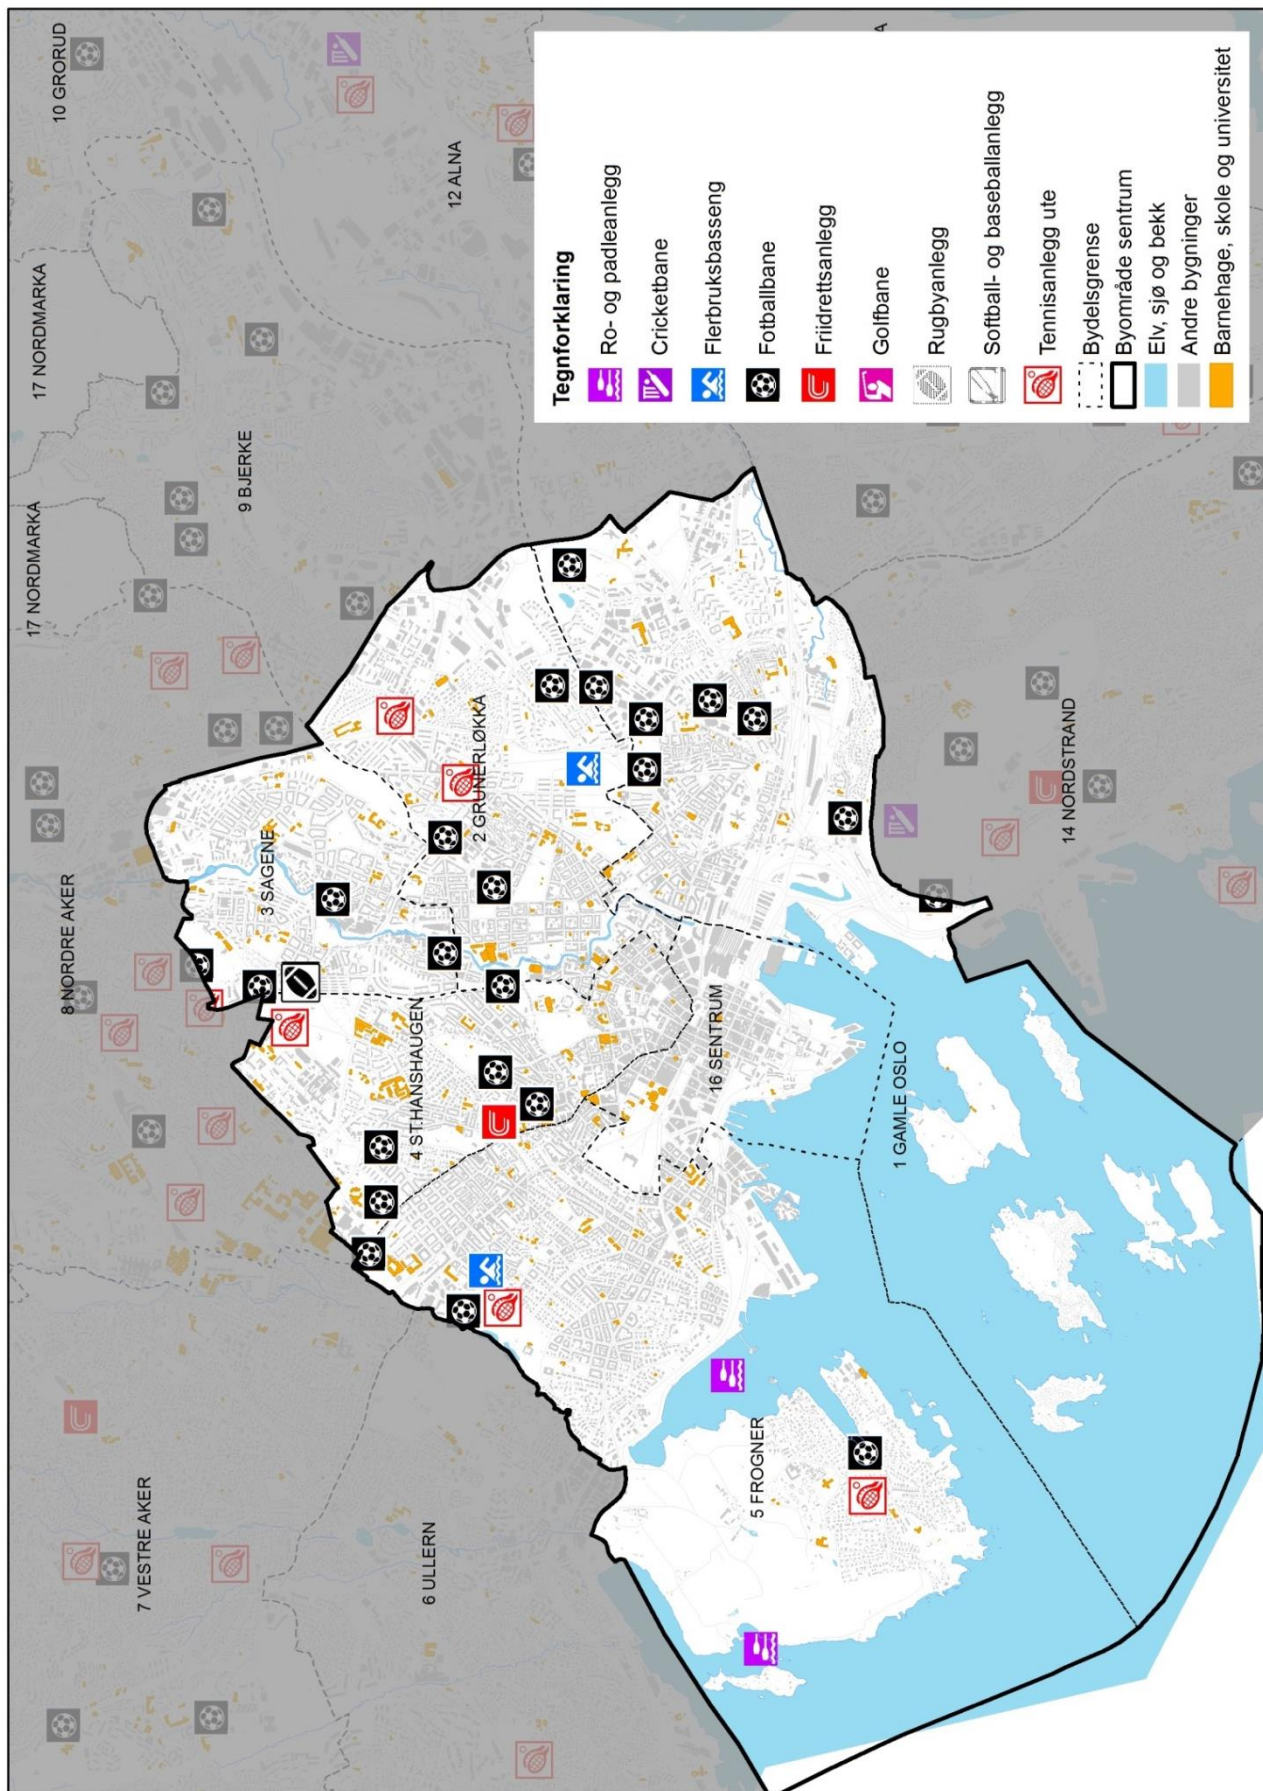 17 NORDMARKA
17 NORDMARKA
10 GRORUD
8 NORDRE AKER
9 BJERKE
12 ALNA
7 VESTRE AKER
3 SAGENE
6 ULLERN
4 ST.HANSHAUGEN
2 GRUNERLØKKA
16 SENTRUM
5 FROGNER
1 GAMLE OSLO
14 NORDSTRAND
A
Tegnforklaring
Ro- og padleanlegg
Cricketbane
Flerbruksbasseng
Fotballbane
Friidrettsanlegg
Golfbane
Rugbyanlegg
Softball- og baseballanlegg
Tennisanlegg ute
Bydelsgrense
Byområde sentrum
Elv, sjø og bekk
Andre bygninger
Barnehage, skole og universitet